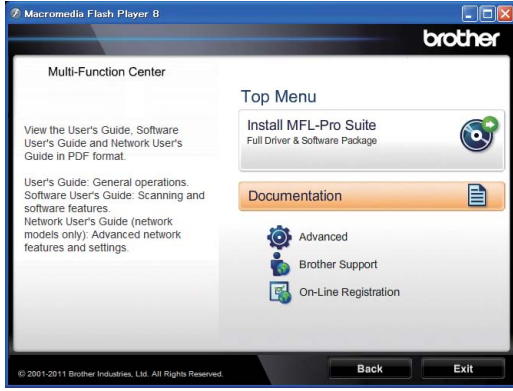 Macromedia Flash Player 8
brother
Multi-Function Center
Top Menu
Install MFL-Pro Suite
Full Driver & Software Package
View the User's Guide, Software
User's Guide and Network User's
Guide in PDF format.
User's Guide: General operations.
Software User's Guide: Scanning and
software features.
Network User's Guide (network
models only): Advanced network
features and settings.
Documentation
Advanced
Brother Support
On-Line Registration
© 2001-2011 Brother Industries, Ltd. All Rights Reserved.
Back
Exit